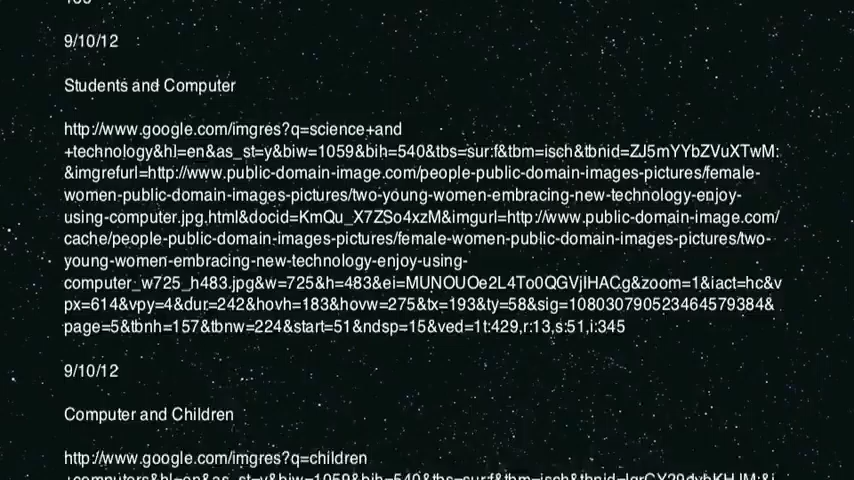 9/10/12
Students and Computer
http://www.google.com/imgres?q=science+and
+technology&hl=en&as_st=y&biw=1059&bih=540&tbs=sur:f&tbm=isch&tbnid=ZJ5mYYbZVuXTwM:
&imgrefurl=http://www.public-domain-image.com/people-public-domain-images-pictures/female-
women-public-domain-images-pictures/two-young-women-embracing-new-technology-enjoy-
using-computer.jpg.html&docid=KmQu_X7ZSo4xzM&imgurl=http://www.public-domain-image.com/
cache/people-public-domain-images-pictures/female-women-public-domain-images-pictures/two-
young-women-embracing-new-technology-enjoy-using-
computer_w725_h483.jpg&w=725&h=483&ei=MUNOUOe2L4To0QGVjIHACg&zoom=1&iact=hc&v
px=614&vpy=4&dur=242&hovh=183&hovw=275&tx=193&ty=58&sig=108030790523464579384&
page=5&tbnh=157&tbnw=224&start=51&ndsp=15&ved=1t:429,r:13,s:51,i:345
9/10/12
Computer and Children
http://www.google.com/imgres?q=children